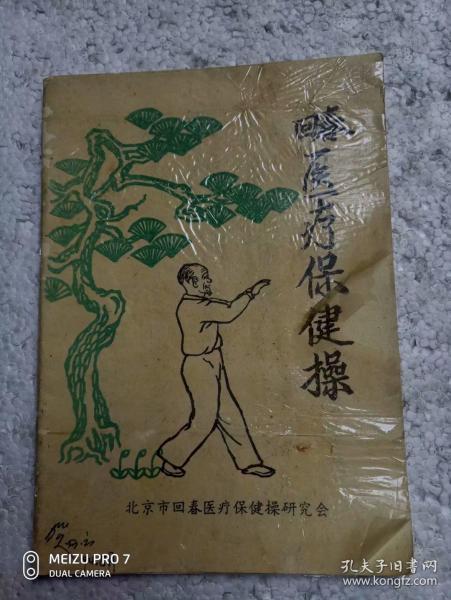 回春
医疗保健操
北京市回春医疗保健操研究会
MEIZU PRO 7
DUAL CAMERA
孔夫子旧书网
www.kongfz.com